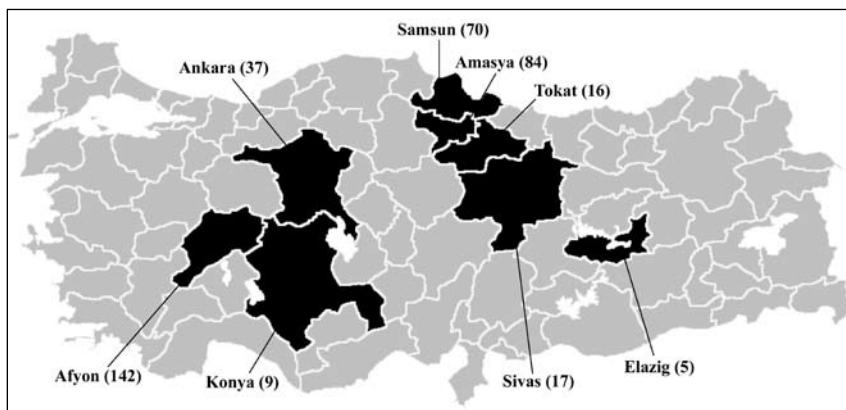 Samsun (70)
Ankara (37)
Amasya (84)
Tokat (16)
Afyon (142)
Konya (9)
Sivas (17)
Elazig (5)